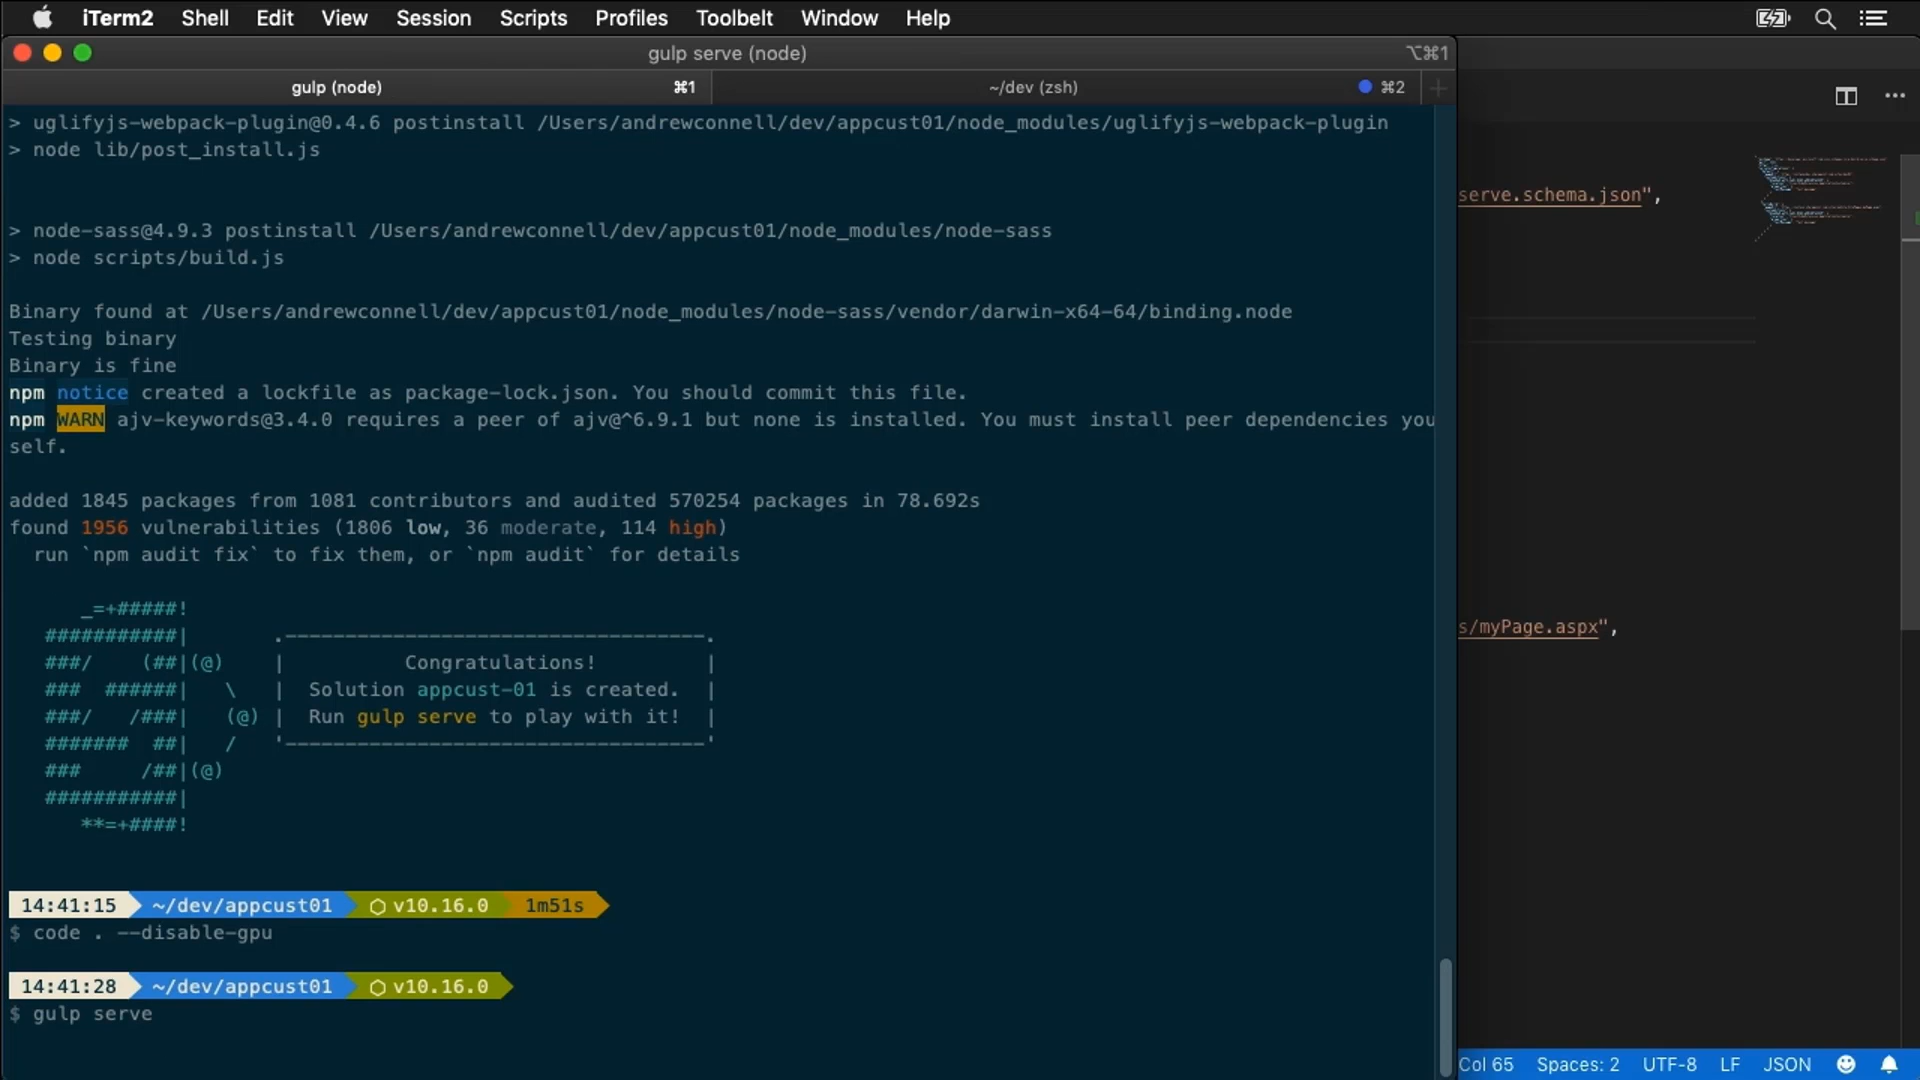 iTerm2 Shell Edit View Session Scripts Profiles Toolbelt Window Help
gulp serve (node) ⌥⌘1
gulp (node) ⌘1 ~/dev (zsh) ⌘2
> uglifyjs-webpack-plugin@0.4.6 postinstall /Users/andrewconnell/dev/appcust01/node_modules/uglifyjs-webpack-plugin
> node lib/post_install.js
> node-sass@4.9.3 postinstall /Users/andrewconnell/dev/appcust01/node_modules/node-sass
> node scripts/build.js
Binary found at /Users/andrewconnell/dev/appcust01/node_modules/node-sass/vendor/darwin-x64-64/binding.node
Testing binary
Binary is fine
npm notice created a lockfile as package-lock.json. You should commit this file.
npm WARN ajv-keywords@3.4.0 requires a peer of ajv@^6.9.1 but none is installed. You must install peer dependencies you
self.
added 1845 packages from 1081 contributors and audited 570254 packages in 78.692s
found 1956 vulnerabilities (1806 low, 36 moderate, 114 high)
run `npm audit fix` to fix them, or `npm audit` for details
      _=+#####!
   ###########|       .-----------------------------------.
   ###/    (##|(@)    |          Congratulations!         |
   ###  ######|   \   |  Solution appcust-01 is created.  |
   ###/   /###|   (@) |  Run gulp serve to play with it!  |
   #######  ##|   /   '-----------------------------------'
   ###     /##|(@)
   ###########|
      **=+####!
14:41:15 ~/dev/appcust01 ⬡ v10.16.0 1m51s
$ code . --disable-gpu
14:41:28 ~/dev/appcust01 ⬡ v10.16.0
$ gulp serve
serve.schema.json",
s/myPage.aspx",
Col 65 Spaces: 2 UTF-8 LF JSON